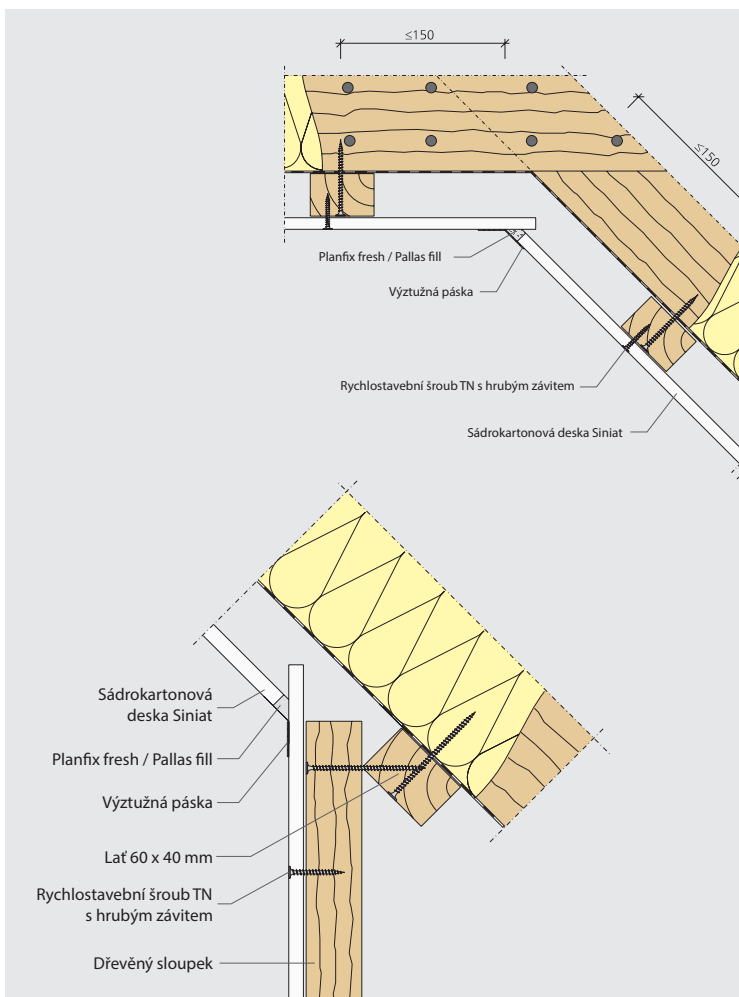 ≤150
≤150
Planfix fresh / Pallas fill
Výztužná páska
Rychlostavební šroub TN s hrubým závitem
Sádrokartonová deska Siniat
Sádrokartonová
deska Siniat
Planfix fresh / Pallas fill
Výztužná páska
Lať 60 x 40 mm
Rychlostavební šroub TN
s hrubým závitem
Dřevěný sloupek